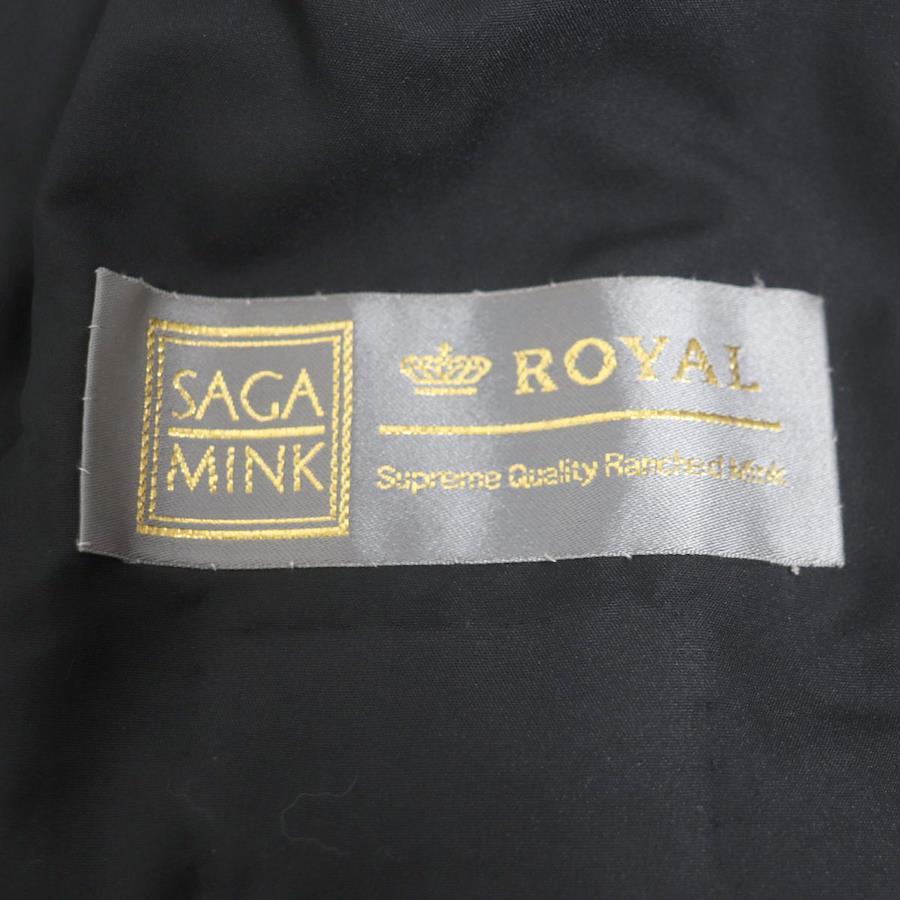 SAGA
MINK
ROYAL
Supreme Quality Ranched Mink